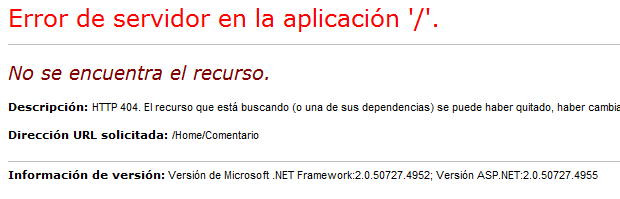 Error de servidor en la aplicación '/'.
No se encuentra el recurso.
Descripción: HTTP 404. El recurso que está buscando (o una de sus dependencias) se puede haber quitado, haber cambia
Dirección URL solicitada: /Home/Comentario
Información de versión: Versión de Microsoft .NET Framework:2.0.50727.4952; Versión ASP.NET:2.0.50727.4955